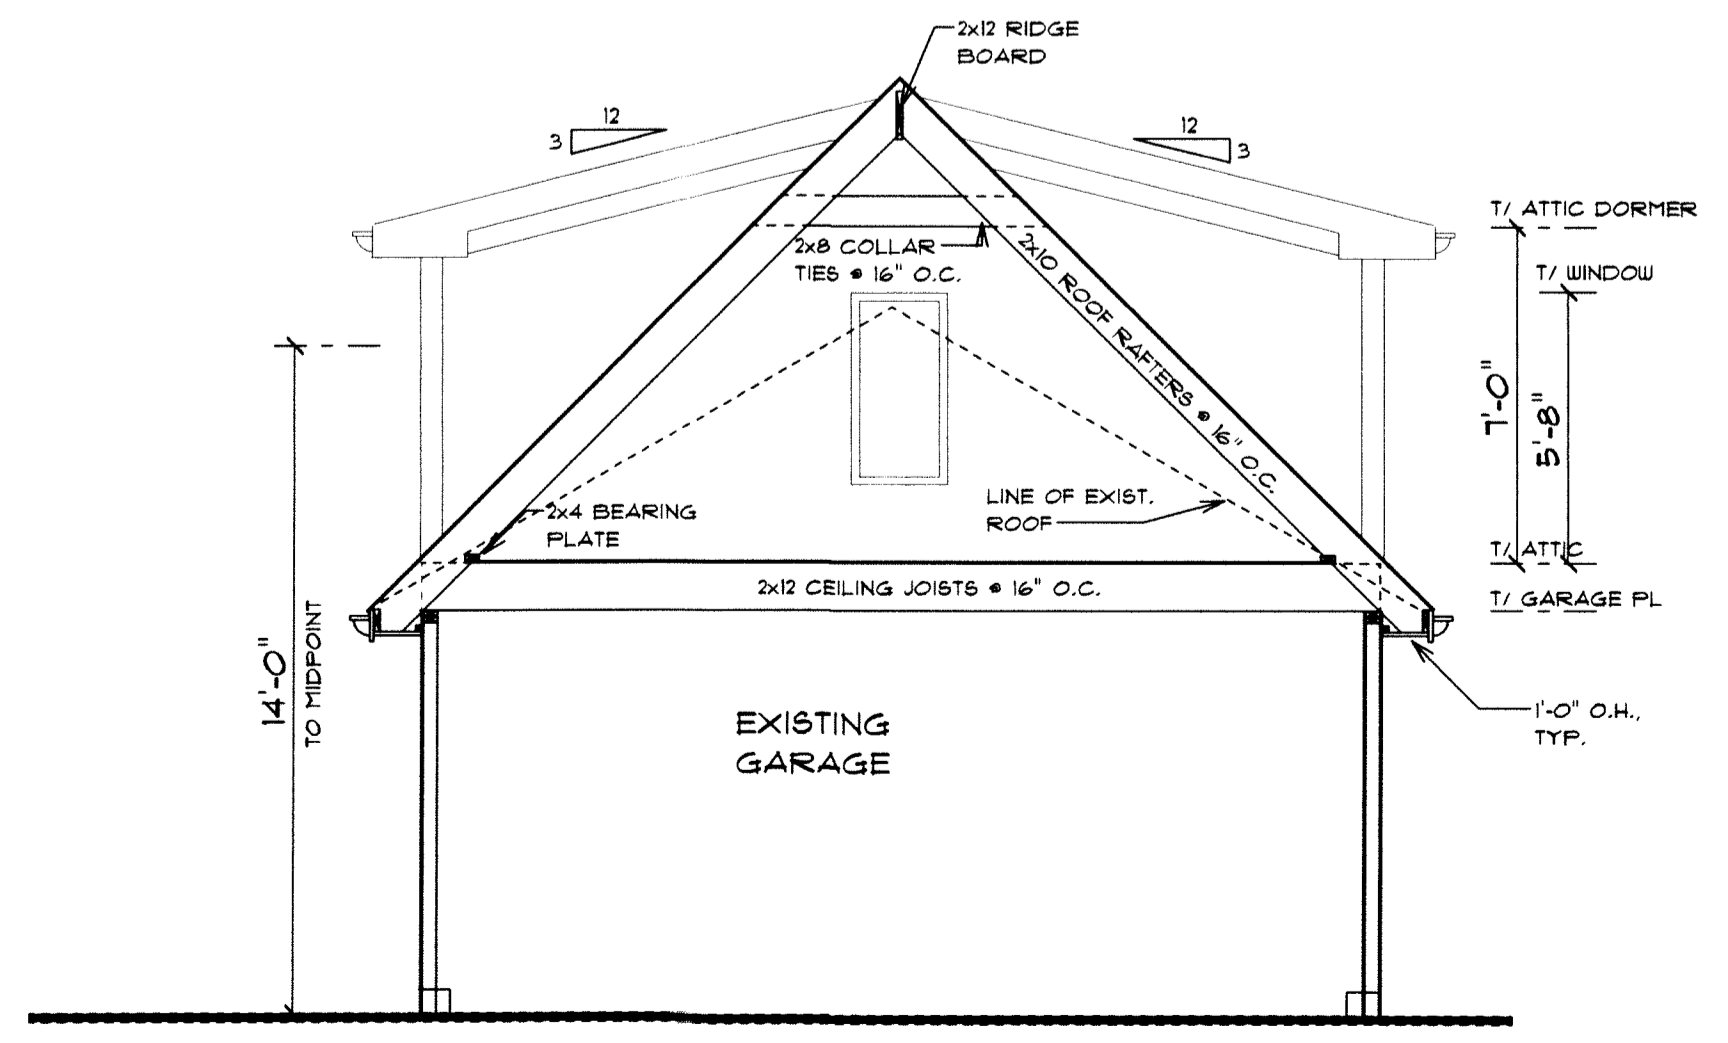 2x12 RIDGE
BOARD
12
3
12
3
T/ ATTIC DORMER
2x8 COLLAR
TIES @ 16" O.C.
2x10 ROOF RAFTERS @ 16" O.C.
T/ WINDOW
7'-0"
5'-8"
LINE OF EXIST.
ROOF
2x4 BEARING
PLATE
T/ ATTIC
2x12 CEILING JOISTS @ 16" O.C.
T/ GARAGE PL
14'-0"
TO MIDPOINT
EXISTING
GARAGE
1'-0" O.H.,
TYP.